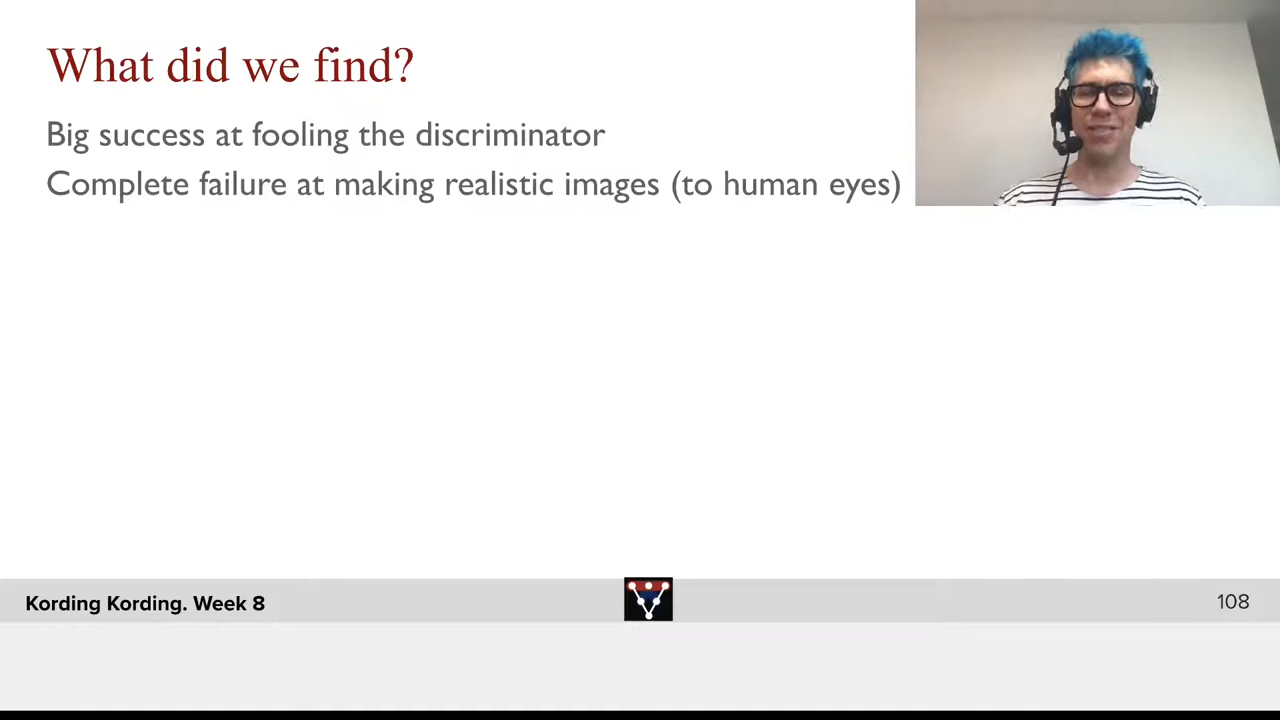 What did we find?
Big success at fooling the discriminator
Complete failure at making realistic images (to human eyes)
Kording Kording. Week 8
108